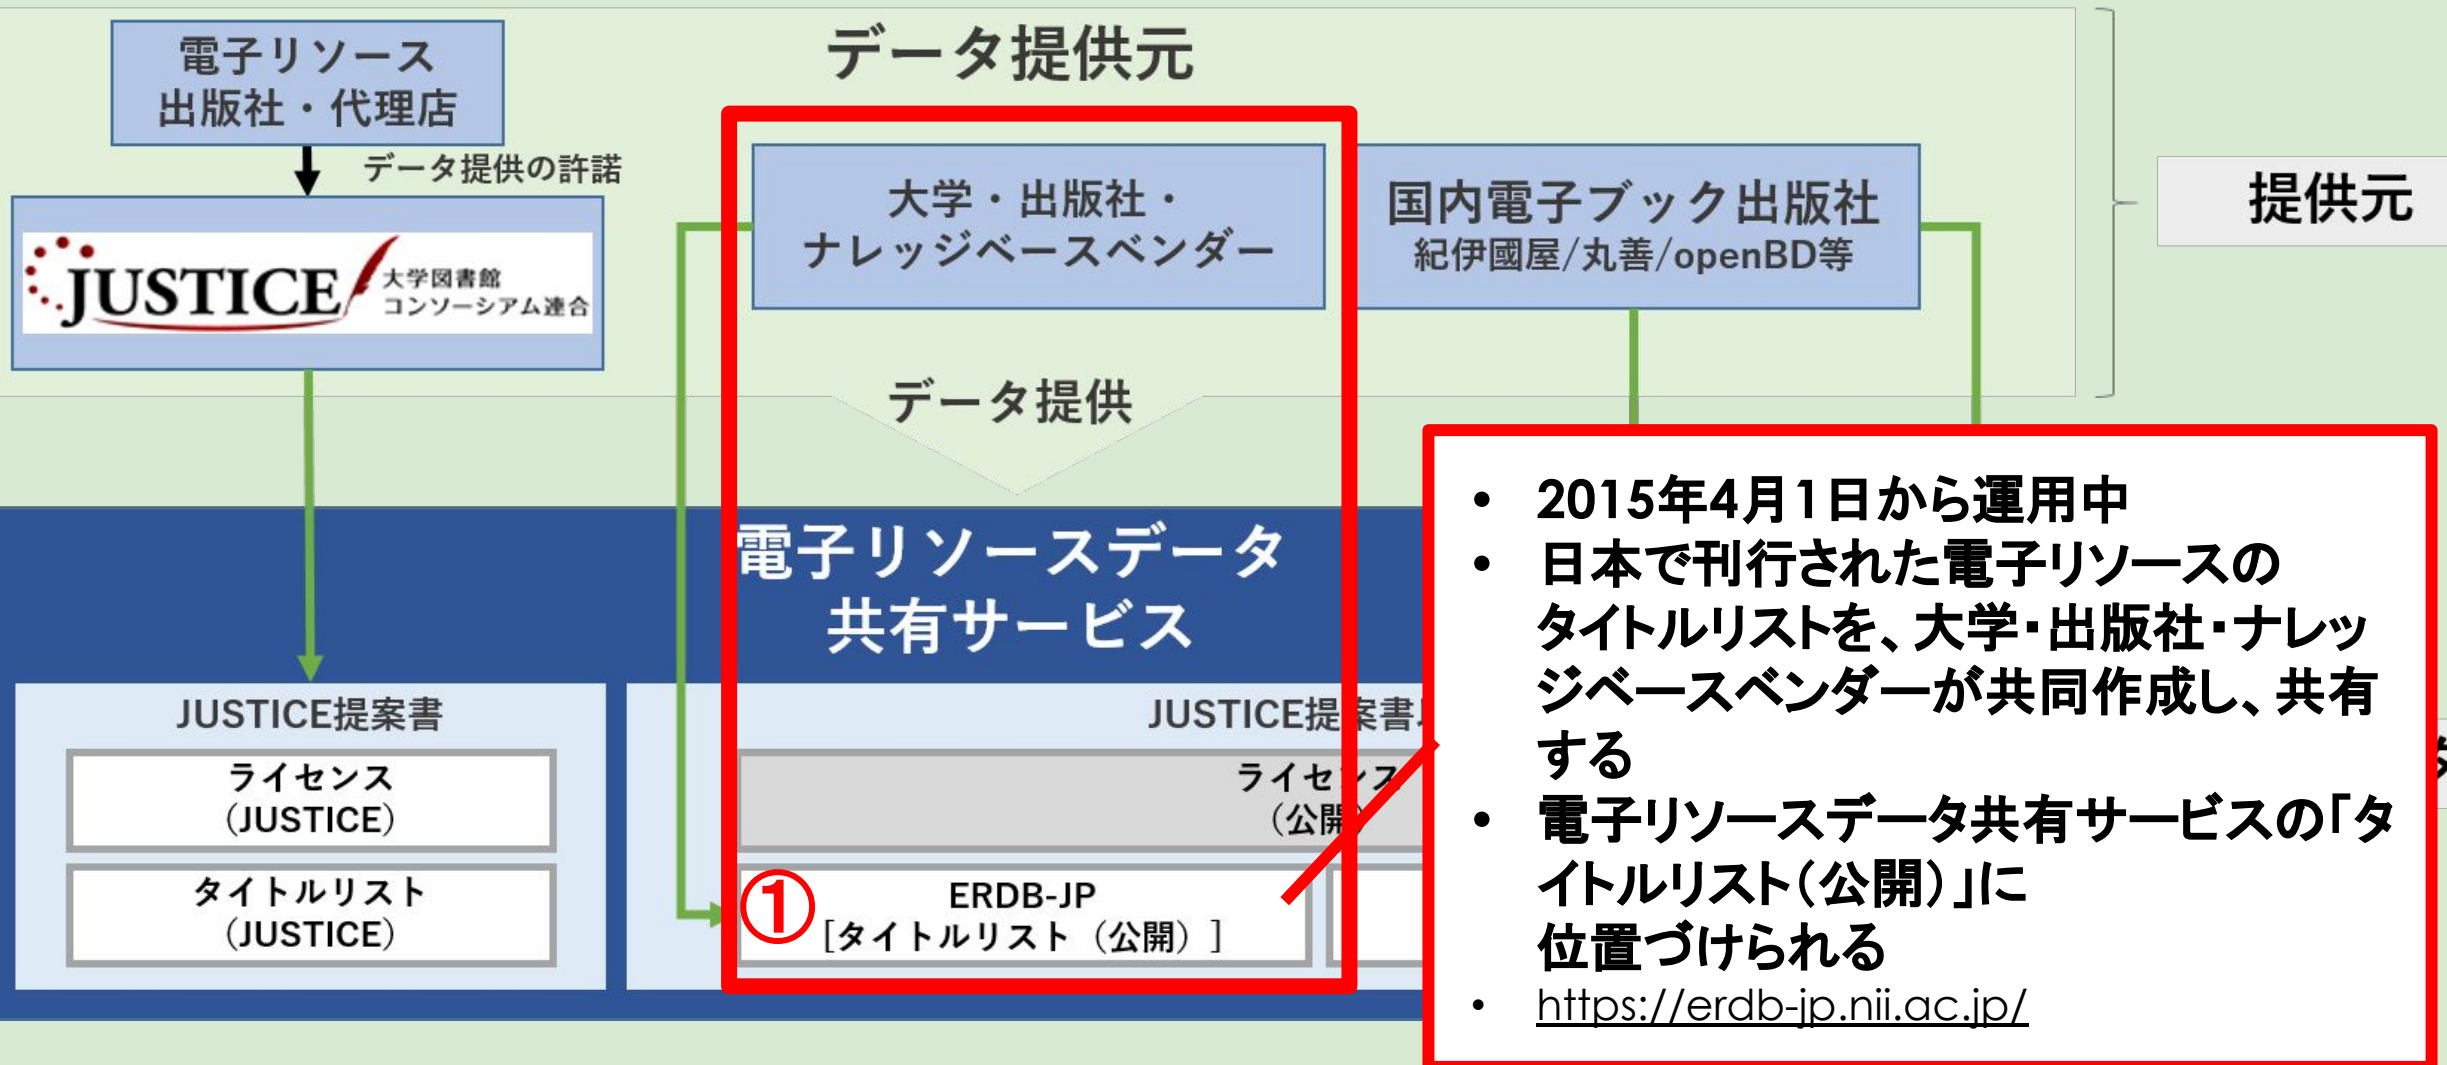 データ提供元
電子リソース
出版社・代理店
データ提供の許諾
JUSTICE
大学図書館
コンソーシアム連合
大学・出版社・
ナレッジベースベンダー
国内電子ブック出版社
紀伊國屋/丸善/openBD等
提供元
データ提供
電子リソースデータ
共有サービス
JUSTICE提案書
ライセンス
(JUSTICE)
タイトルリスト
(JUSTICE)
JUSTICE提案書
ライセンス
(公開)
①
ERDB-JP
[タイトルリスト（公開）]
• 2015年4月1日から運用中
• 日本で刊行された電子リソースの
タイトルリストを、大学・出版社・ナレッ
ジベースベンダーが共同作成し、共有
する
• 電子リソースデータ共有サービスの「タ
イトルリスト（公開）」に
位置づけられる
• https://erdb-jp.nii.ac.jp/